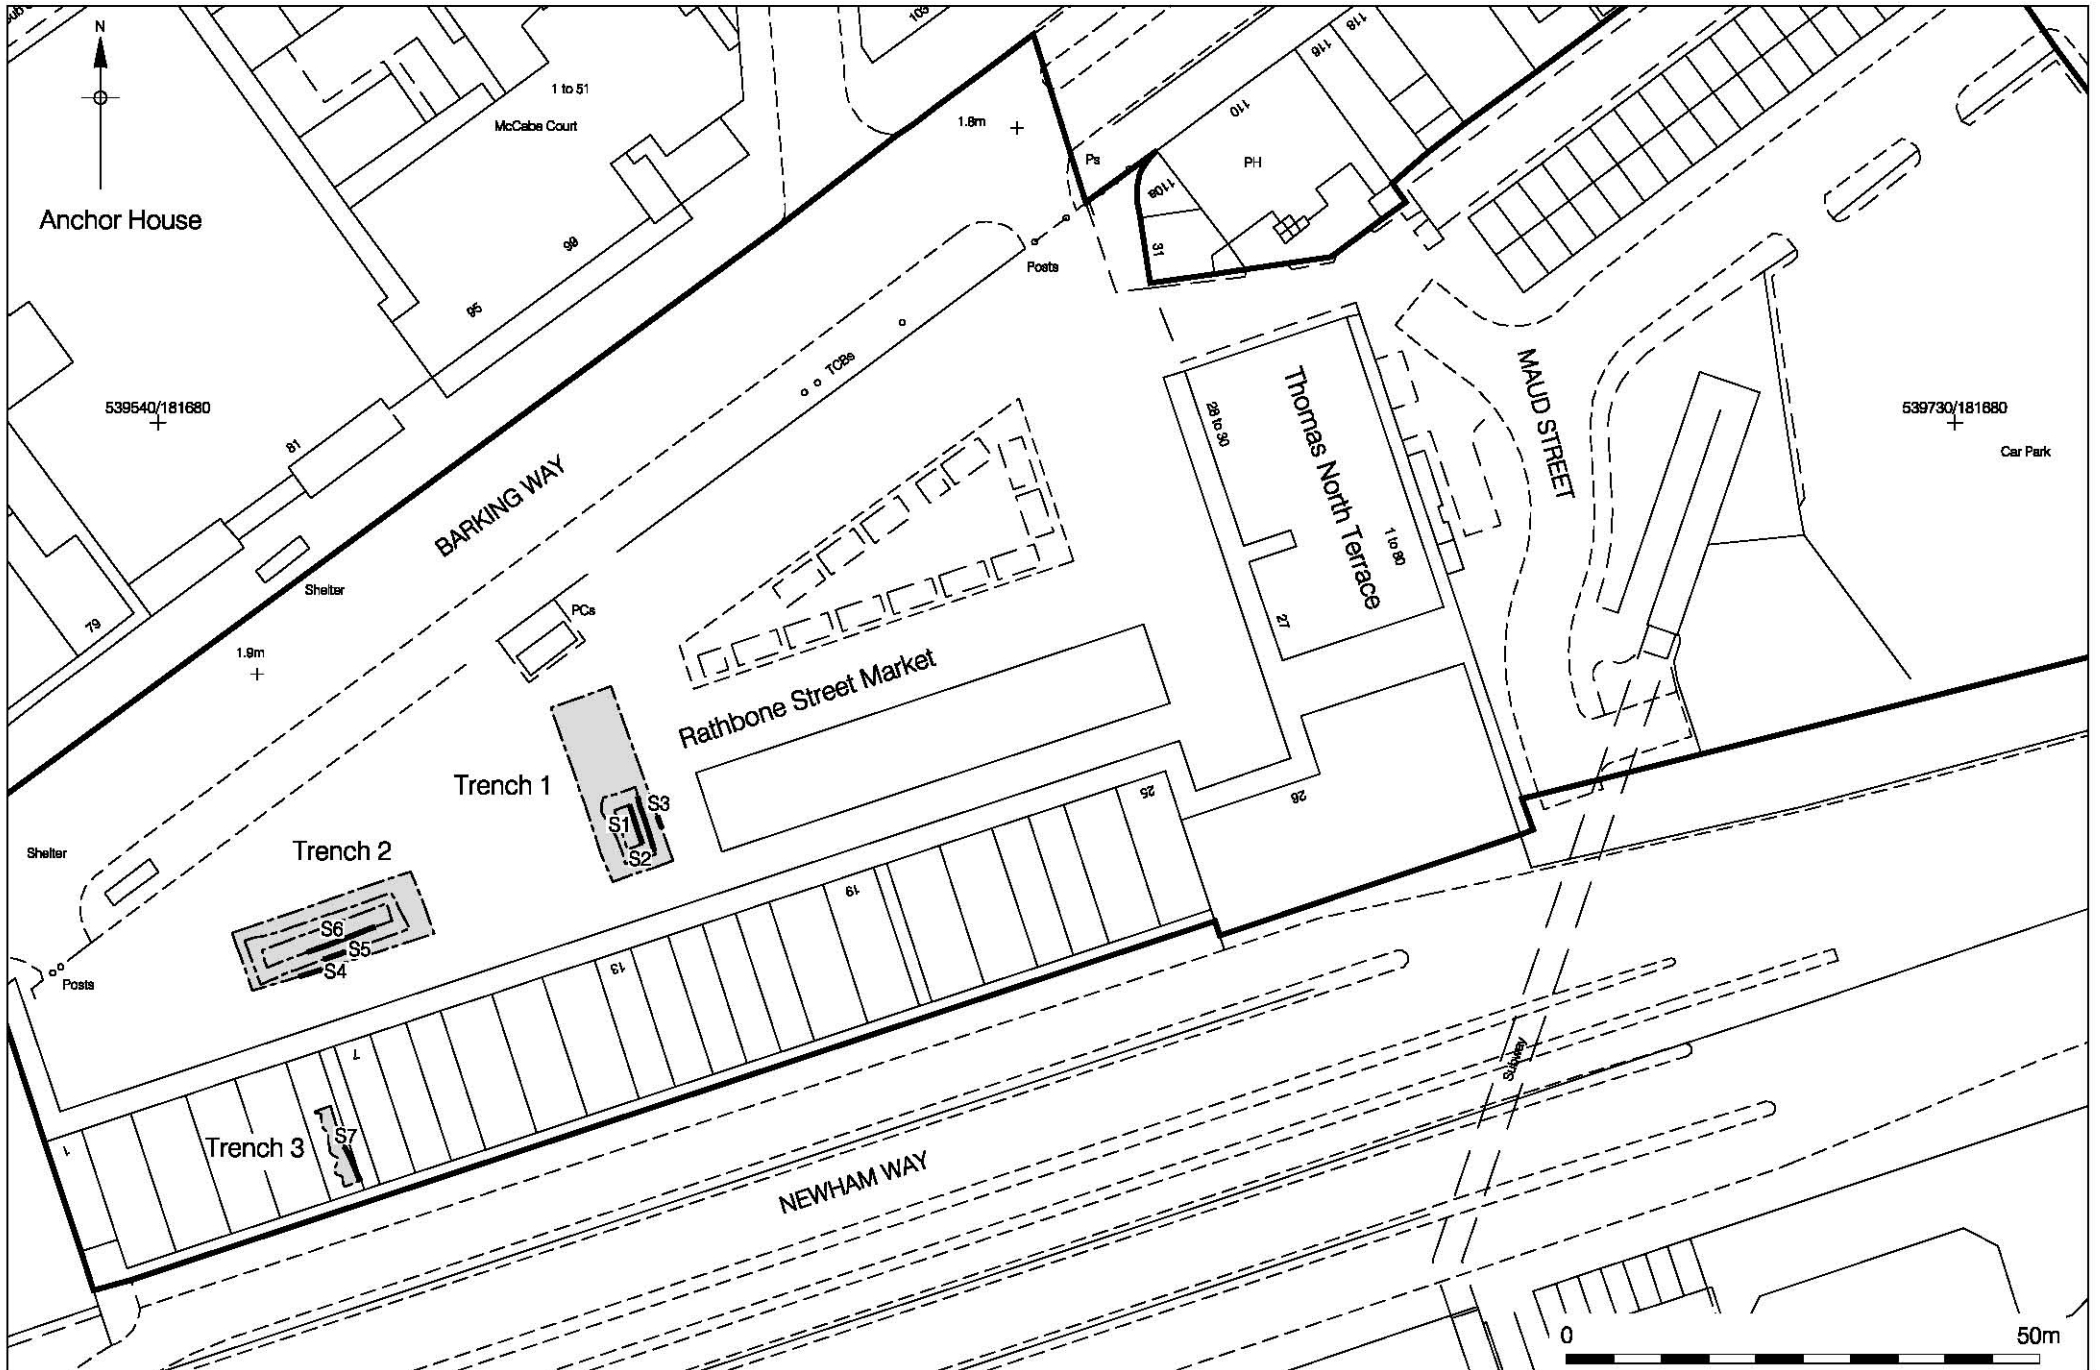 N
1 to 51
McCabe Court
Anchor House
103
118
116
110
110a
PH
31
1.8m
Ps
Posts
98
95
81
79
TCBs
539540/181680
539730/181680
Car Park
BARKING WAY
MAUD STREET
Thomas North Terrace
28 to 30
1 to 80
27
26
Shelter
1.9m
PCs
Rathbone Street Market
Trench 1
S3
S1
S2
25
Shelter
Trench 2
S6
S5
S4
Posts
19
13
7
1
Trench 3
S7
NEWHAM WAY
Subway
0 50m